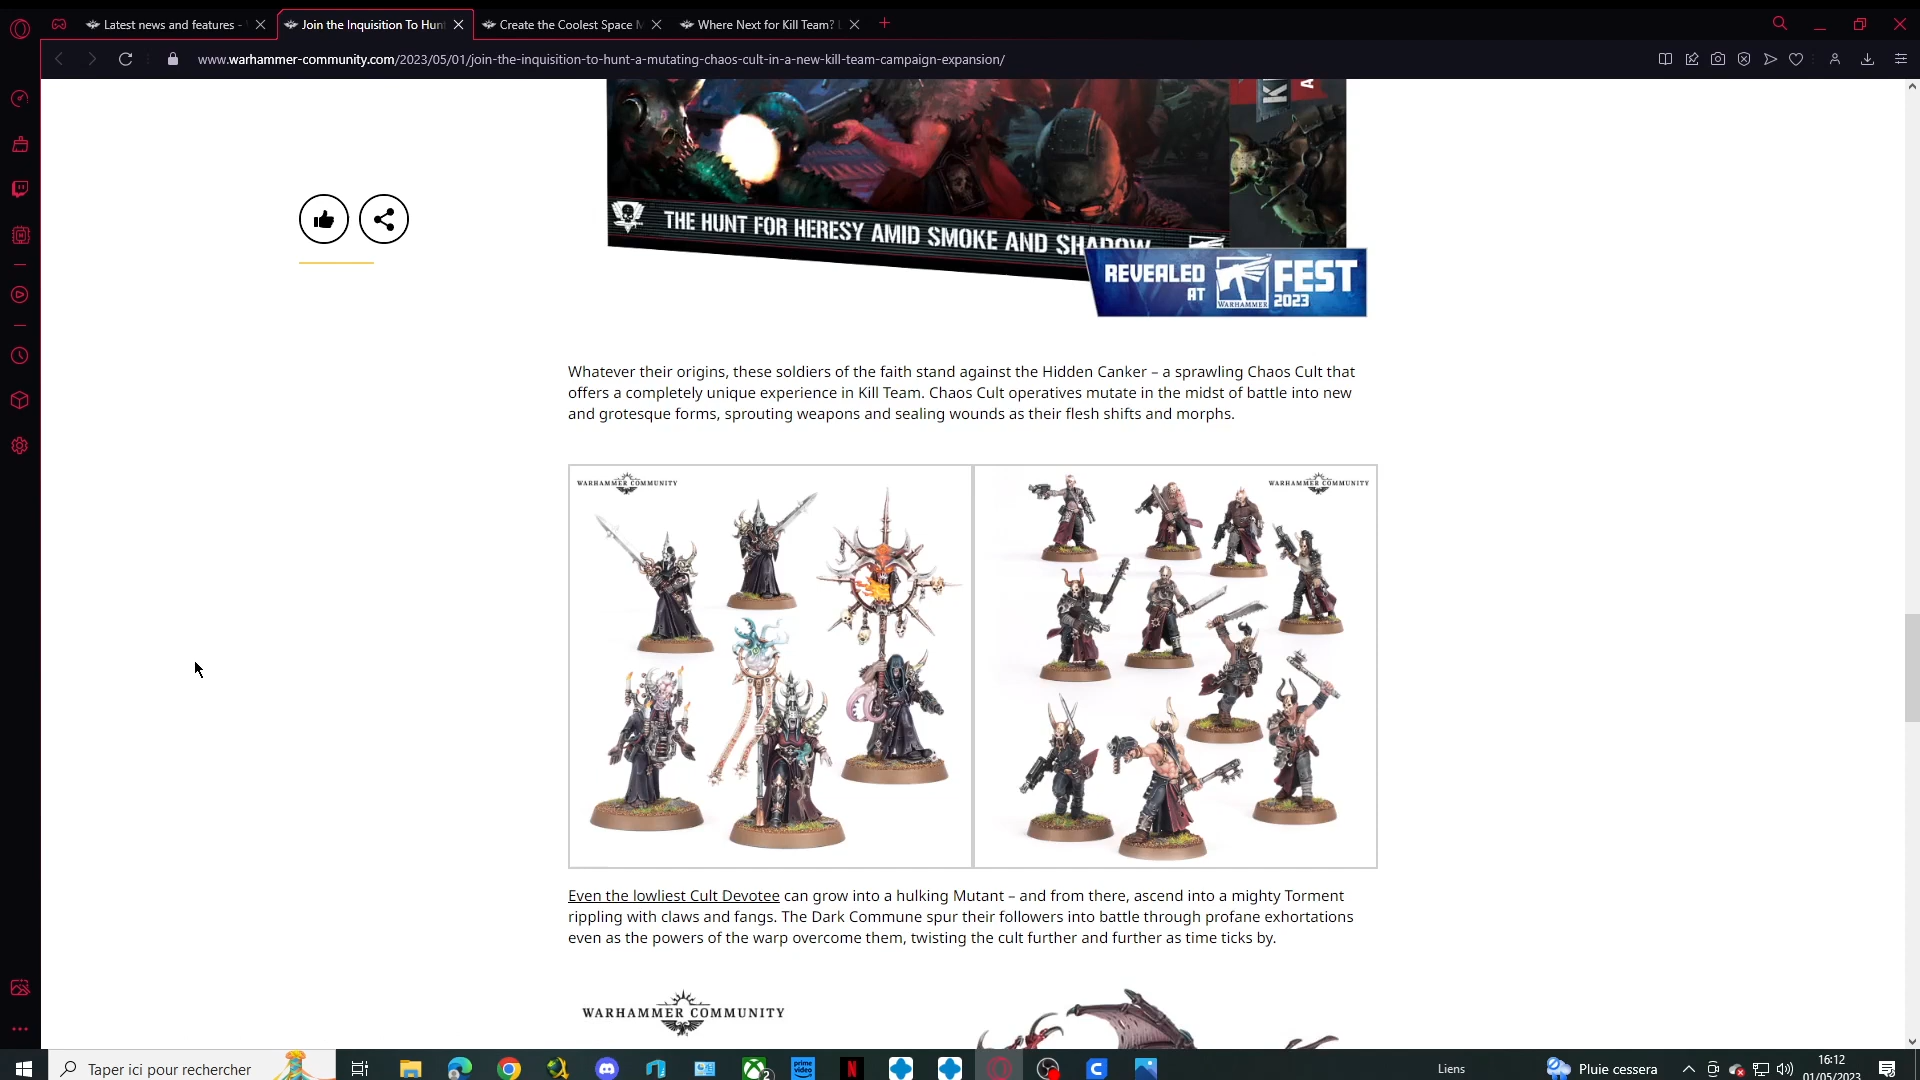 Latest news and features -
Join the Inquisition To Hun
Create the Coolest Space M
Where Next for Kill Team?
www.warhammer-community.com/2023/05/01/join-the-inquisition-to-hunt-a-mutating-chaos-cult-in-a-new-kill-team-campaign-expansion/
THE HUNT FOR HERESY AMID SMOKE AND SHADOW
REVEALED AT WARHAMMER FEST 2023
Whatever their origins, these soldiers of the faith stand against the Hidden Canker – a sprawling Chaos Cult that
offers a completely unique experience in Kill Team. Chaos Cult operatives mutate in the midst of battle into new
and grotesque forms, sprouting weapons and sealing wounds as their flesh shifts and morphs.
WARHAMMER COMMUNITY
WARHAMMER COMMUNITY
Even the lowliest Cult Devotee can grow into a hulking Mutant – and from there, ascend into a mighty Torment
rippling with claws and fangs. The Dark Commune spur their followers into battle through profane exhortations
even as the powers of the warp overcome them, twisting the cult further and further as time ticks by.
WARHAMMER COMMUNITY
Taper ici pour rechercher
2
prime video
Liens
Pluie cessera
16:12
01/05/2023